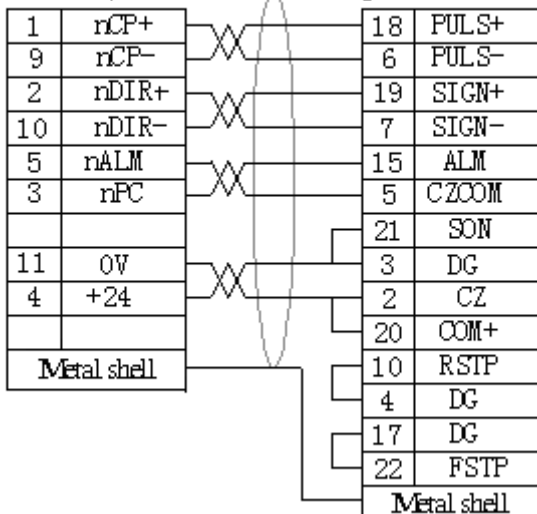 1 nCP+ 18 PULS+
9 nCP- 6 PULS-
2 nDIR+ 19 SIGN+
10 nDIR- 7 SIGN-
5 nALM 15 ALM
3 nPC 5 CZCOM
21 SON
11 0V 3 DG
4 +24 2 CZ
20 COM+
Metal shell 10 RSTP
4 DG
17 DG
22 FSTP
Metal shell